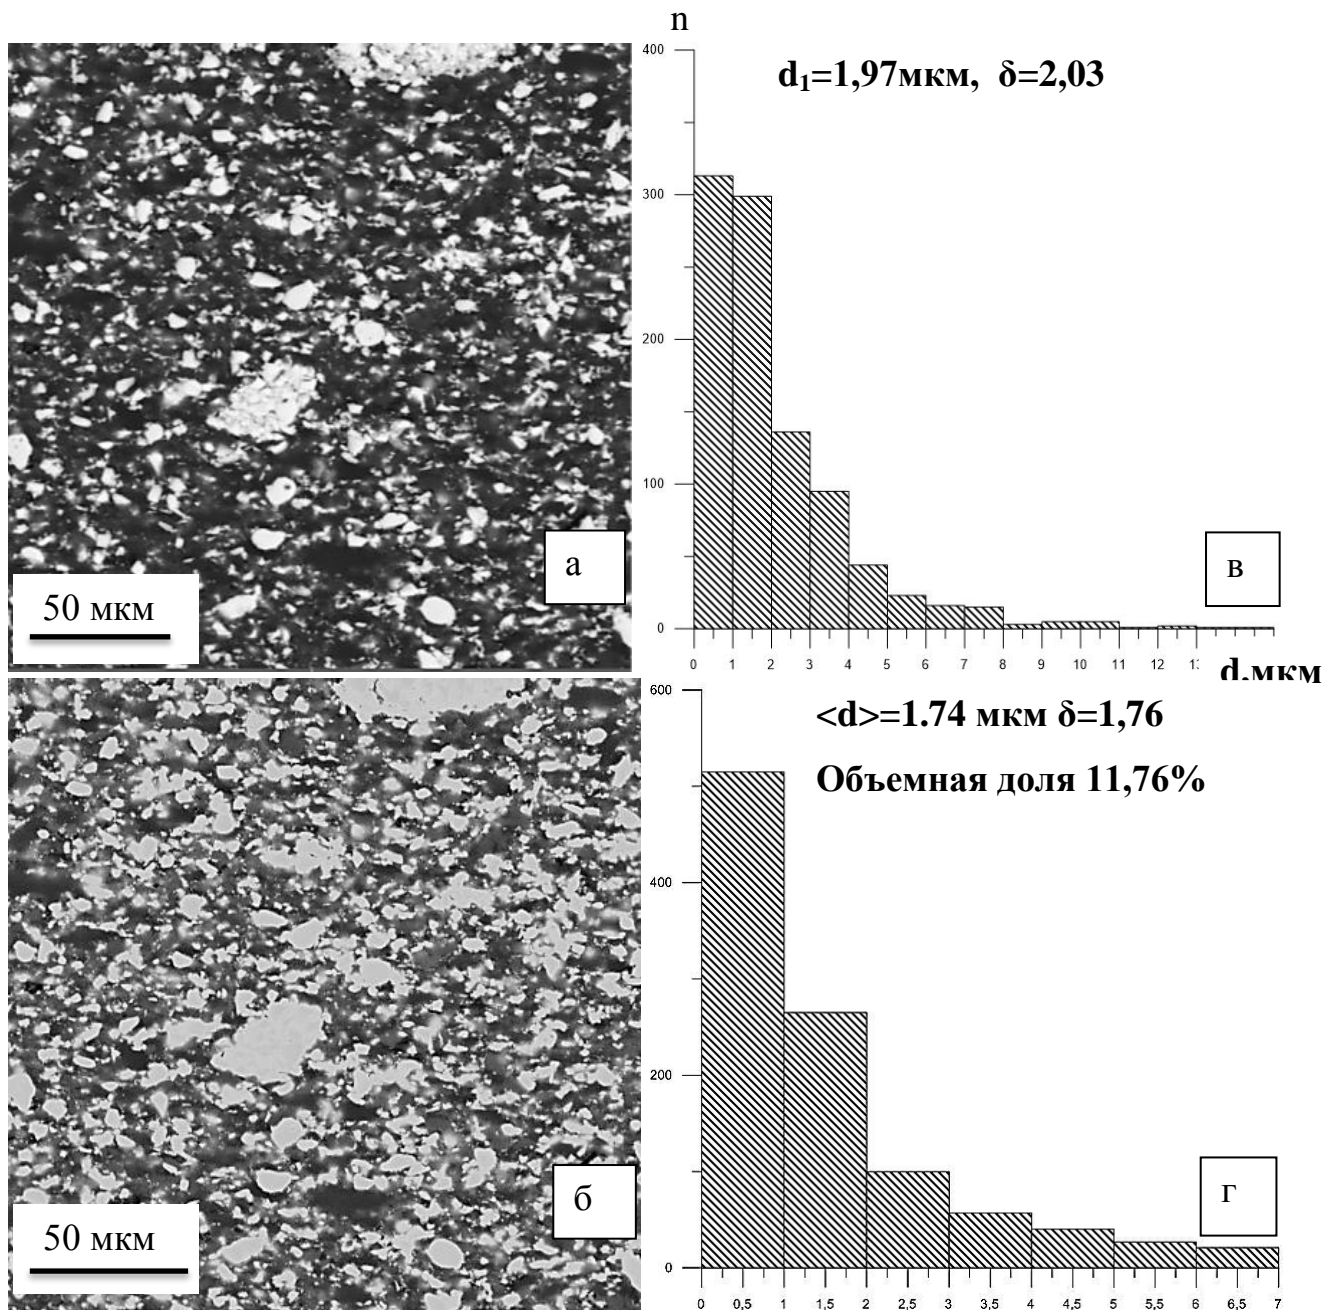 n
400
d₁=1,97мкм, δ=2,03
300
200
100
0
0 1 2 3 4 5 6 7 8 9 10 11 12
d,мкм
а
50 мкм
в
600
<d>=1.74 мкм δ=1,76
Объемная доля 11,76%
400
200
0
0 0,5 1 1,5 2 2,5 3 3,5 4 4,5 5 5,5 6 6,5 7
б
50 мкм
г